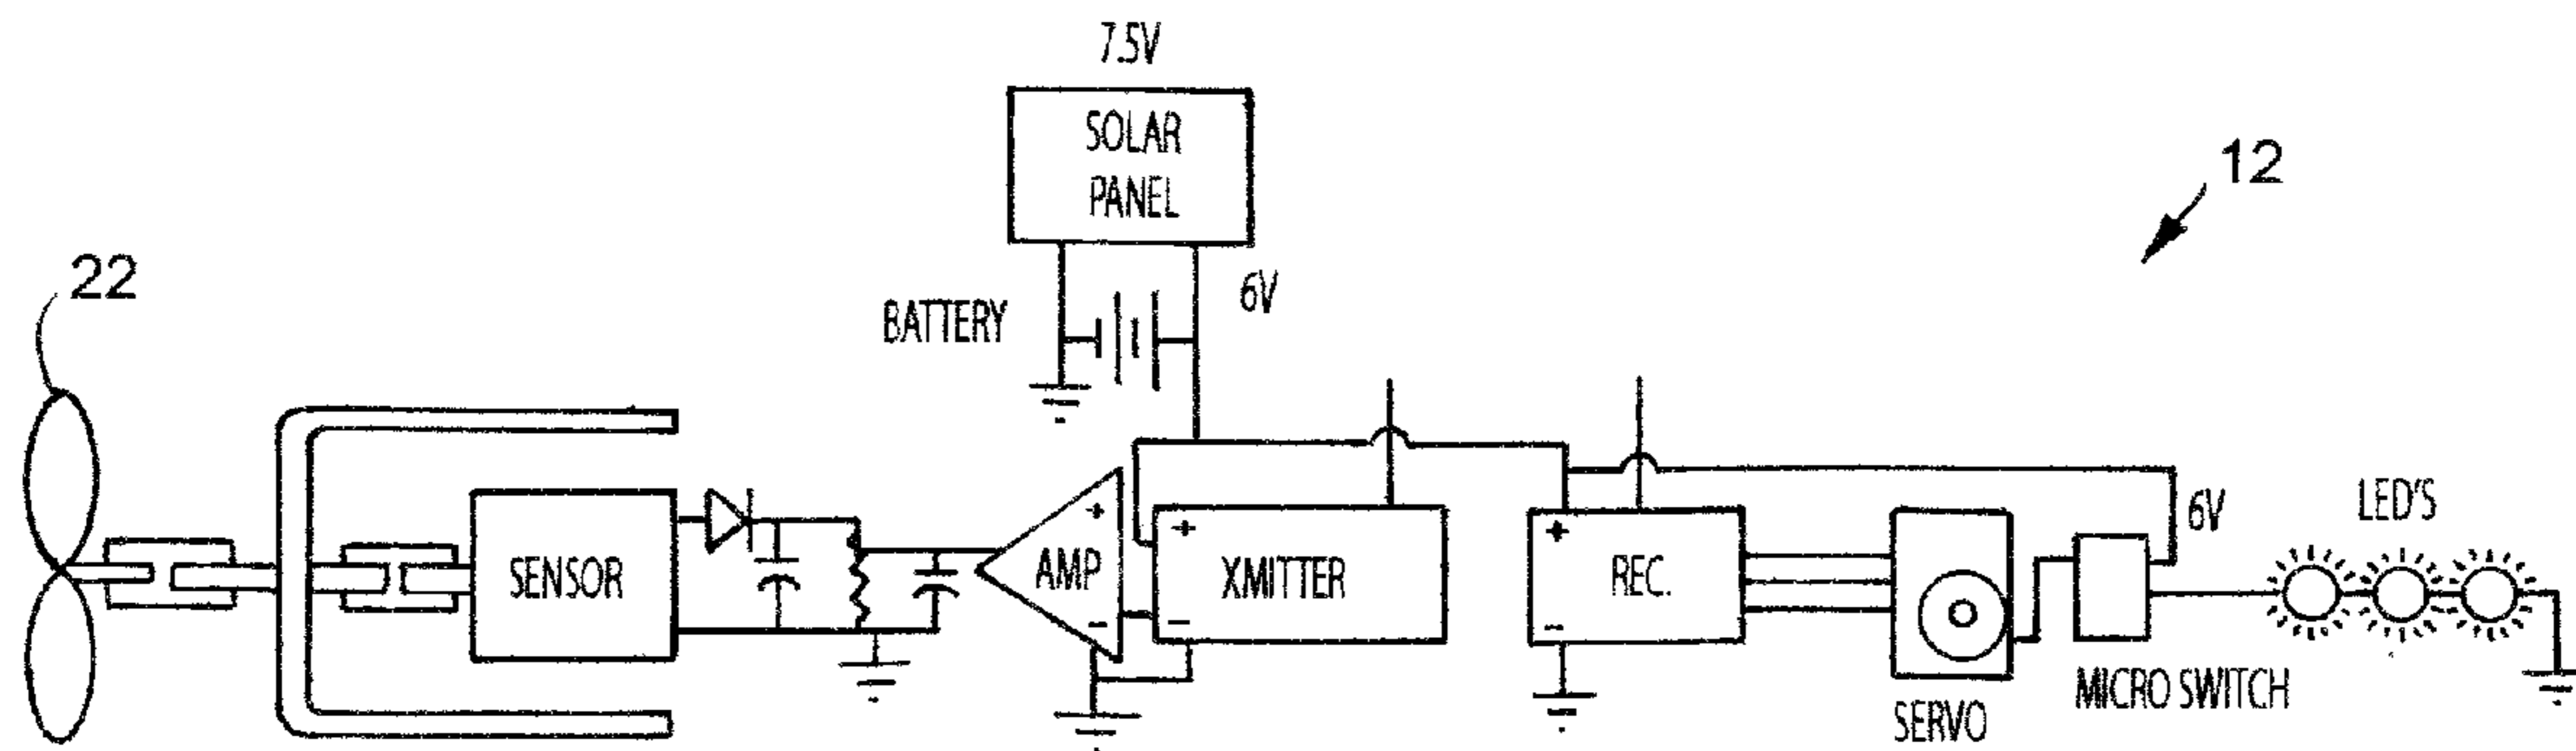 7.5V
SOLAR
PANEL
12
22
BATTERY
6V
+
+
+
6V
LED'S
SENSOR
AMP
XMITTER
REC.
-
-
-
MICRO SWITCH
SERVO